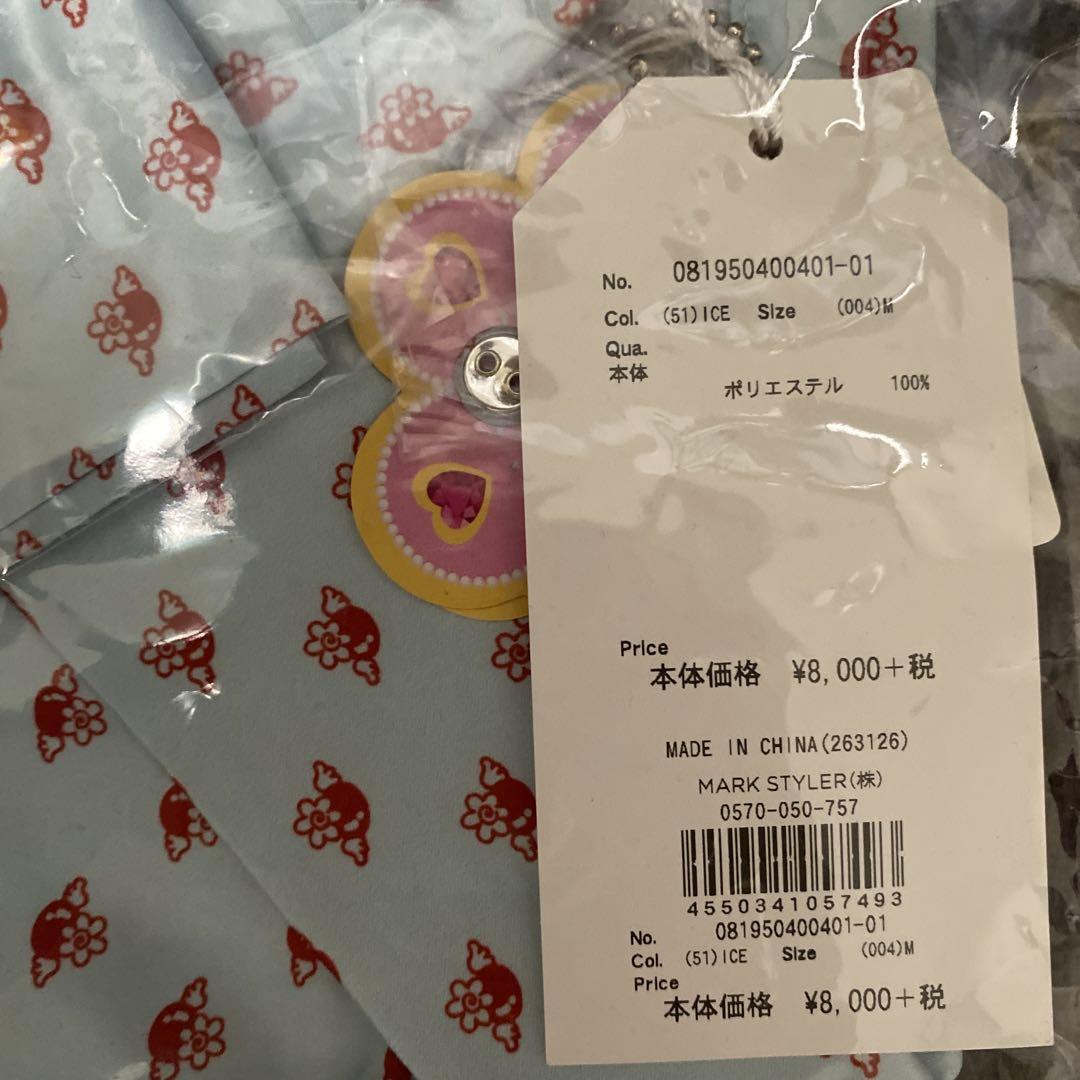 No. 081950400401-01
Col. (51)ICE Size (004)M
Qua.
本体
ポリエステル 100%
Price
本体価格 ¥8,000+税
MADE IN CHINA(263126)
MARK STYLER(株)
0570-050-757
4550341057493
No. 081950400401-01
Col. (51)ICE Size (004)M
Price
本体価格 ¥8,000+税